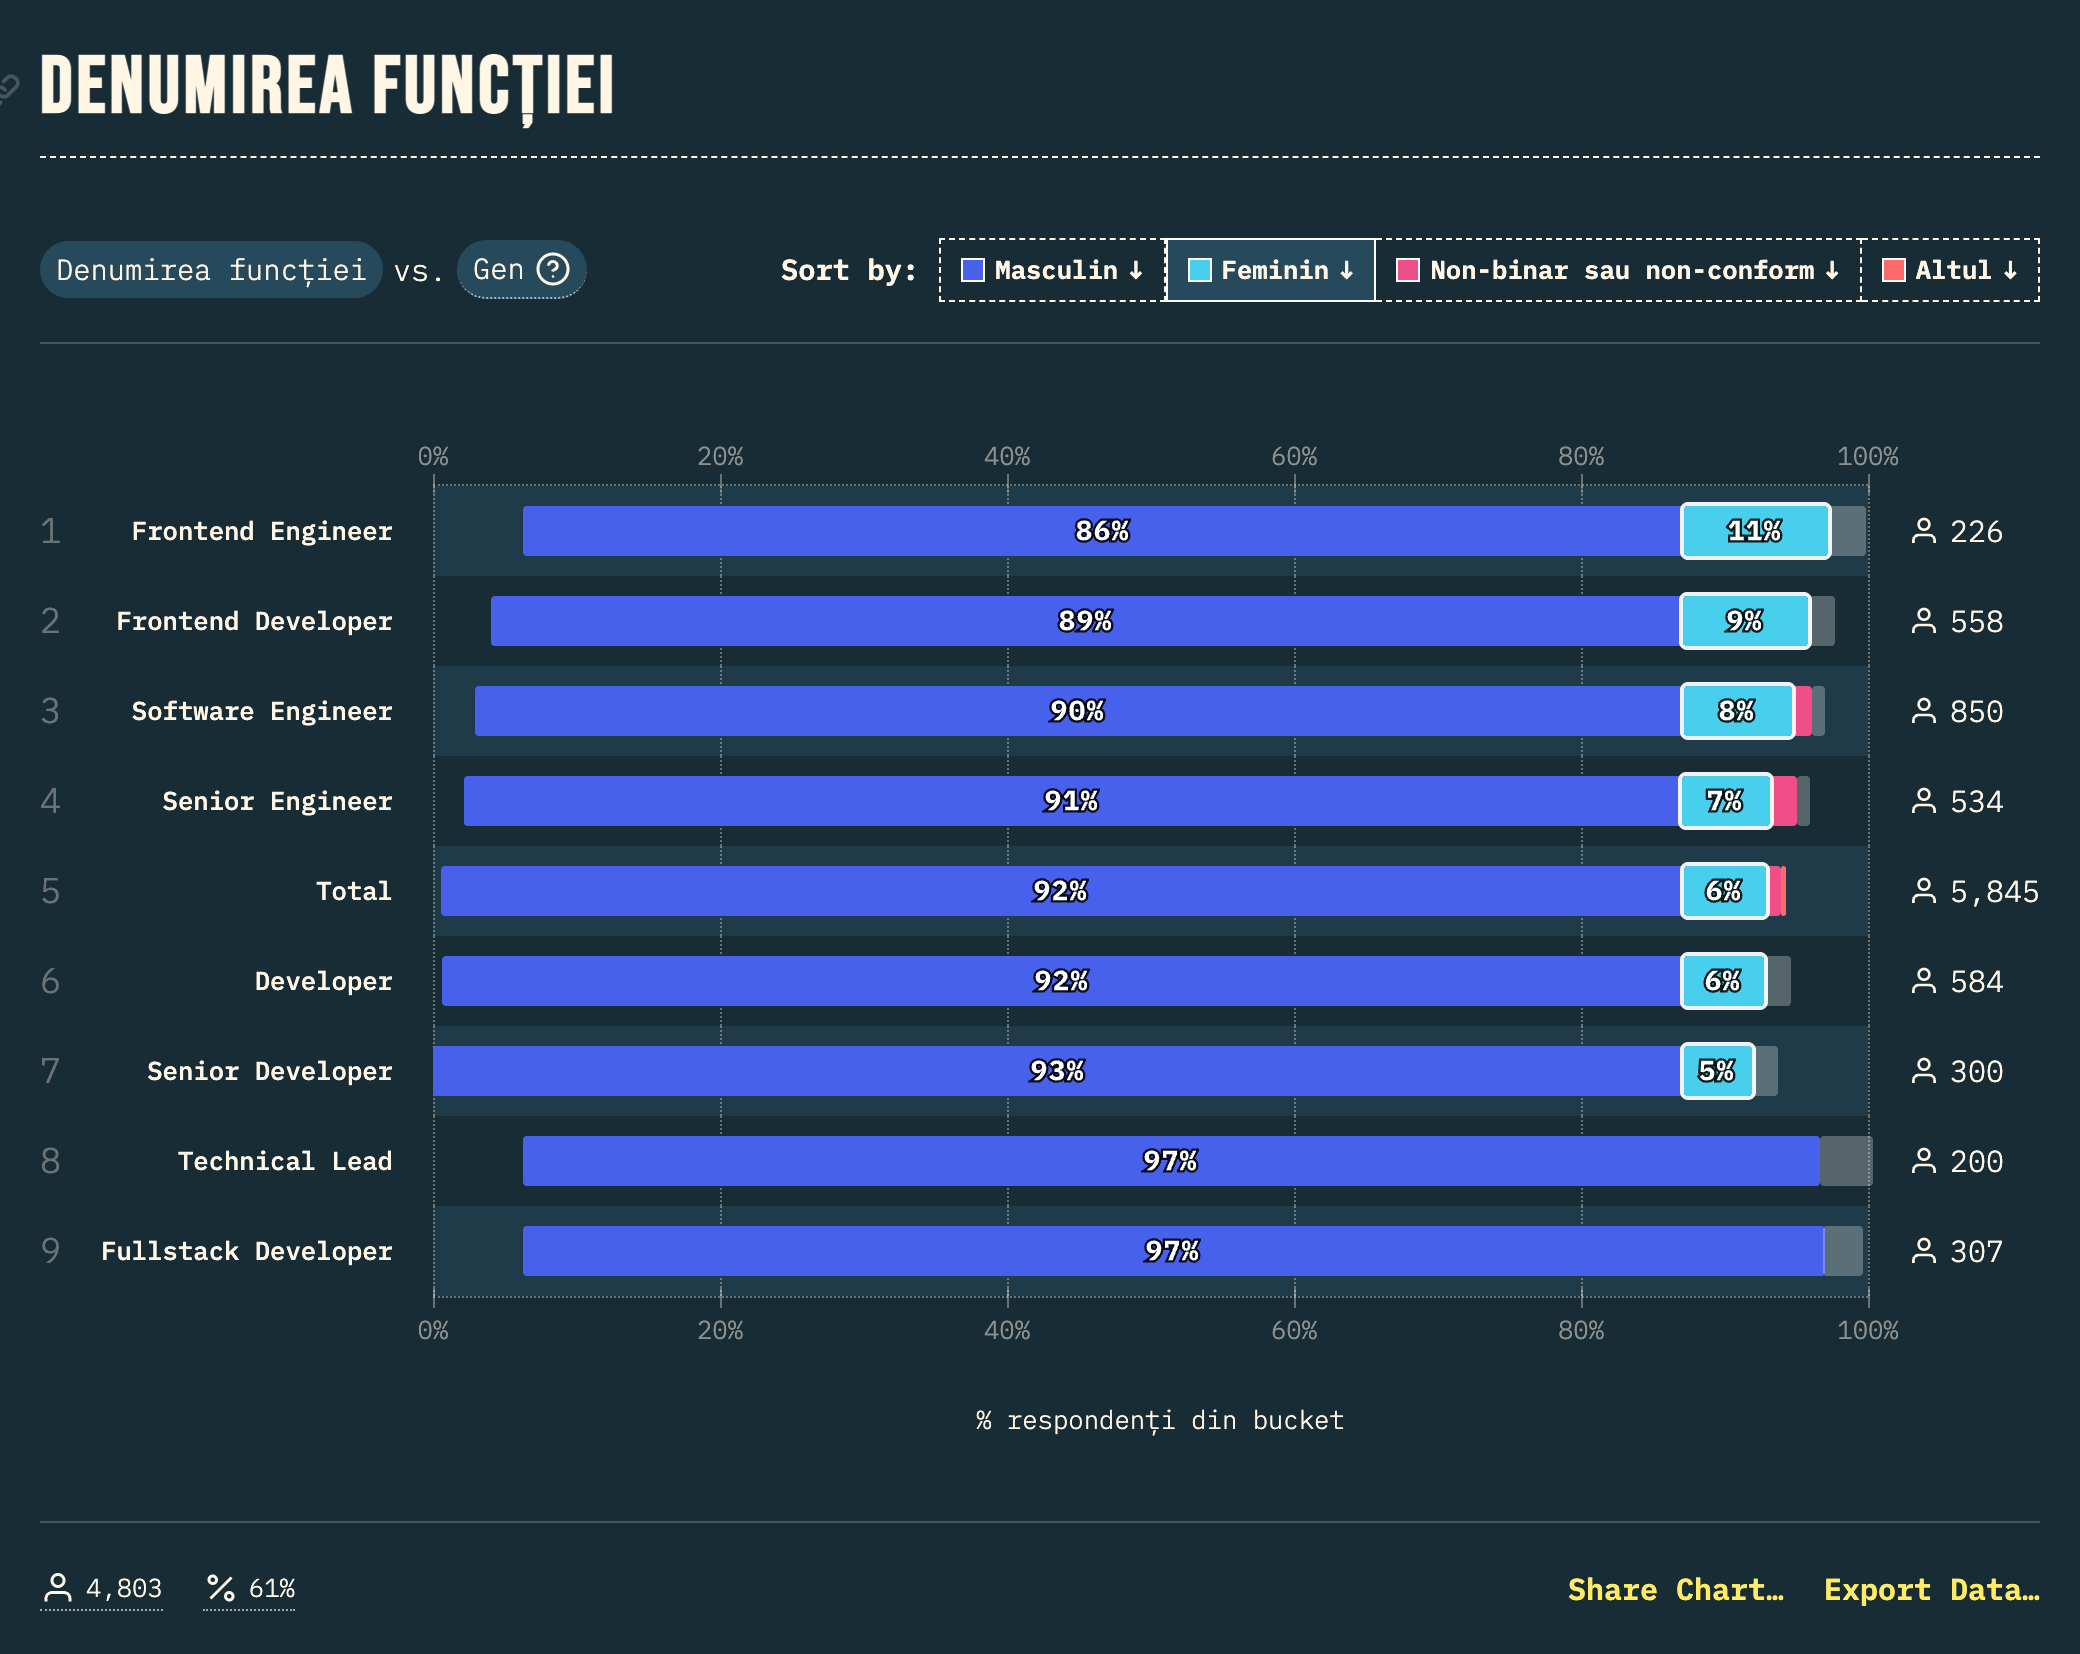 DENUMIREA FUNCȚIEI
Denumirea funcției vs. Gen ? Sort by: Masculin ↓ Feminin ↓ Non-binar sau non-conform ↓ Altul ↓
0% 20% 40% 60% 80% 100%
1 Frontend Engineer 86% 11% 226
2 Frontend Developer 89% 9% 558
3 Software Engineer 90% 8% 850
4 Senior Engineer 91% 7% 534
5 Total 92% 6% 5,845
6 Developer 92% 6% 584
7 Senior Developer 93% 5% 300
8 Technical Lead 97% 200
9 Fullstack Developer 97% 307
0% 20% 40% 60% 80% 100%
% respondenți din bucket
4,803 % 61% Share Chart… Export Data…